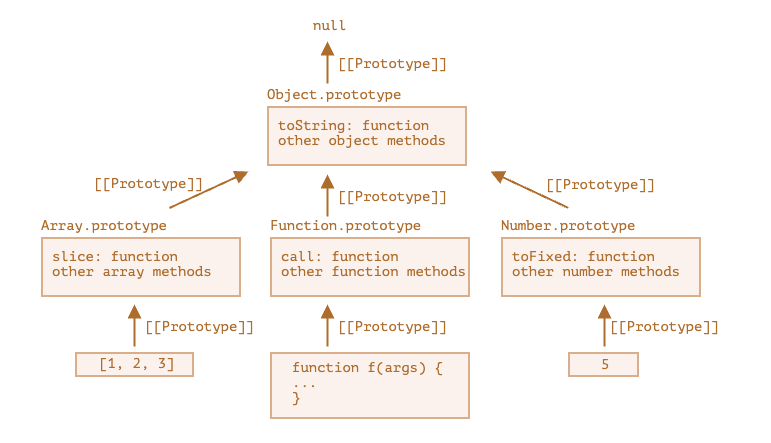 null
[[Prototype]]
Object.prototype
toString: function
other object methods
[[Prototype]]
[[Prototype]]
[[Prototype]]
Array.prototype
slice: function
other array methods
Function.prototype
call: function
other function methods
Number.prototype
toFixed: function
other number methods
[[Prototype]]
[[Prototype]]
[[Prototype]]
[1, 2, 3]
function f(args) {
...
}
5